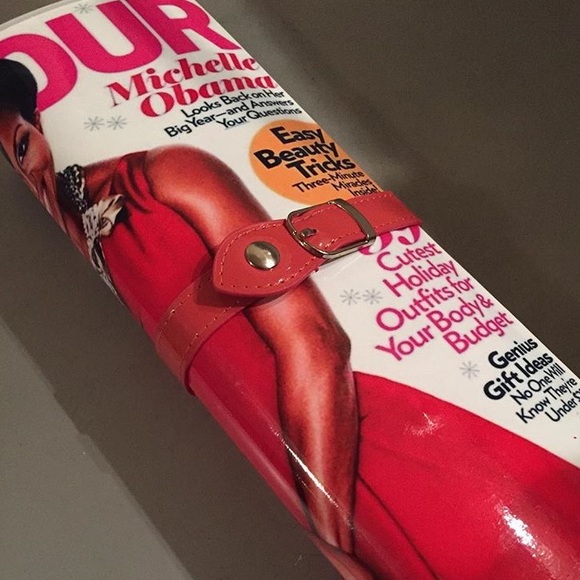 OUR
Michelle
Obama
Looks Back on Her
Big Year—and Answers
Your Questions
Easy
Beauty
Tricks
Three-Minute
Miracles
Inside!
Cutest
Holiday
Outfits for
Your Body &
Budget
Genius
Gift Ideas
No One Will
Know They're